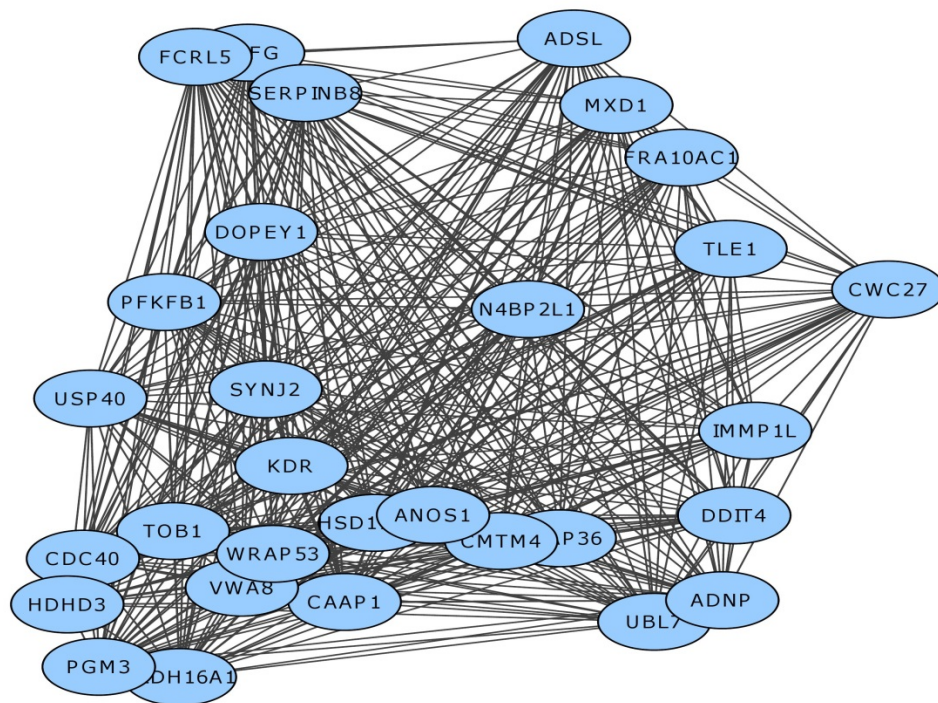 ADSL
FCRL5
FG
SERPINB8
MXD1
FRA10AC1
DOPEY1
TLE1
CWC27
PFKFB1
N4BP2L1
SYNJ2
USP40
IMMP1L
KDR
DDIT4
ANOS1
HSD1
TOB1
CMTM4
AP36
WRAP53
CDC40
VWA8
CAAP1
ADNP
HDHD3
UBL7
PGM3
DH16A1